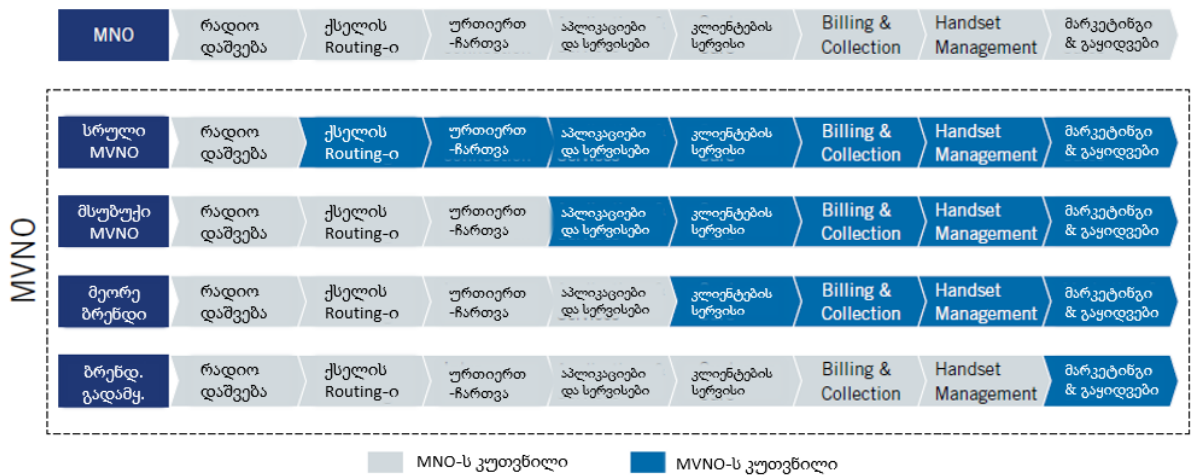 MNO
რადიო
დაშვება
ქსელის
Routing-ი
ურთიერთ
-ჩართვა
აპლიკაციები
და სერვისები
კლიენტების
სერვისი
Billing &
Collection
Handset
Management
მარკეტინგი
& გაყიდვები
MVNO
სრული
MVNO
რადიო
დაშვება
ქსელის
Routing-ი
ურთიერთ
-ჩართვა
აპლიკაციები
და სერვისები
კლიენტების
სერვისი
Billing &
Collection
Handset
Management
მარკეტინგი
& გაყიდვები
მსუბუქი
MVNO
რადიო
დაშვება
ქსელის
Routing-ი
ურთიერთ
-ჩართვა
აპლიკაციები
და სერვისები
კლიენტების
სერვისი
Billing &
Collection
Handset
Management
მარკეტინგი
& გაყიდვები
მეორე
ბრენდი
რადიო
დაშვება
ქსელის
Routing-ი
ურთიერთ
-ჩართვა
აპლიკაციები
და სერვისები
კლიენტების
სერვისი
Billing &
Collection
Handset
Management
მარკეტინგი
& გაყიდვები
ბრენდ.
გადამყ.
რადიო
დაშვება
ქსელის
Routing-ი
ურთიერთ
-ჩართვა
აპლიკაციები
და სერვისები
კლიენტების
სერვისი
Billing &
Collection
Handset
Management
მარკეტინგი
& გაყიდვები
MNO-ს კუთვნილი
MVNO-ს კუთვნილი